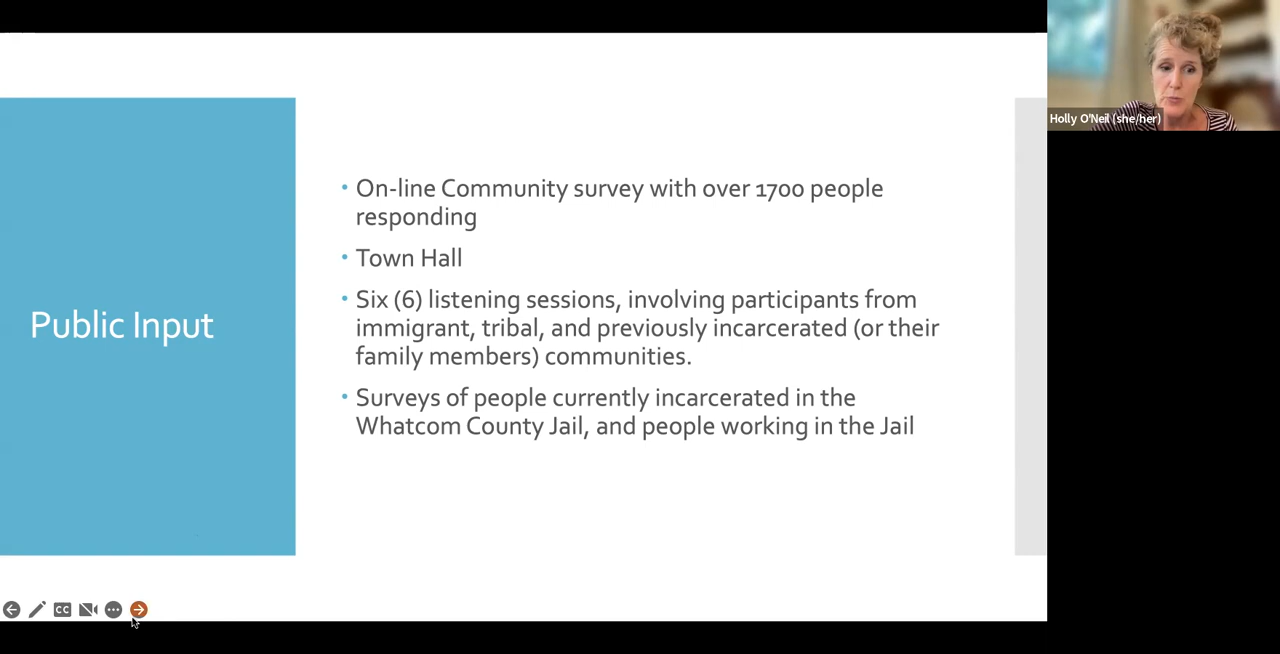 Public Input
• On-line Community survey with over 1700 people
responding
• Town Hall
• Six (6) listening sessions, involving participants from
immigrant, tribal, and previously incarcerated (or their
family members) communities.
• Surveys of people currently incarcerated in the
Whatcom County Jail, and people working in the Jail
Holly O'Neil (she/her)
CC